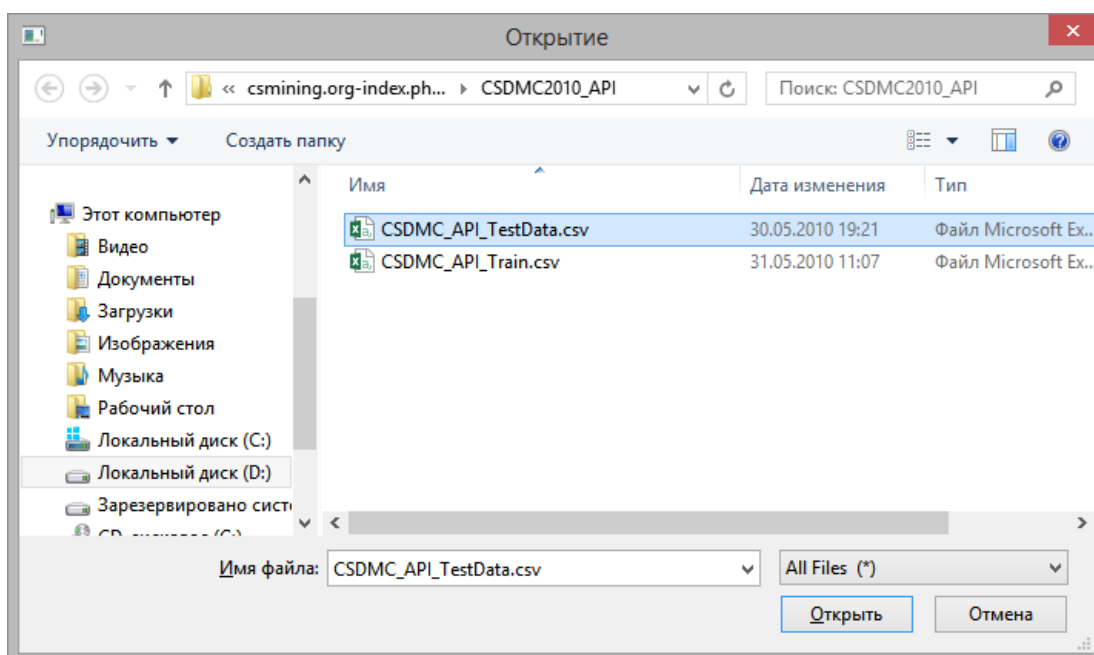 Открытие
« csmining.org-index.ph... CSDMC2010_API
Поиск: CSDMC2010_API
Упорядочить Создать папку
Имя Дата изменения Тип
Этот компьютер
Видео
Документы
Загрузки
Изображения
Музыка
Рабочий стол
Локальный диск (C:)
Локальный диск (D:)
Зарезервировано систе
CSDMC_API_TestData.csv 30.05.2010 19:21 Файл Microsoft Ex...
CSDMC_API_Train.csv 31.05.2010 11:07 Файл Microsoft Ex...
Имя файла: CSDMC_API_TestData.csv All Files (*)
Открыть Отмена